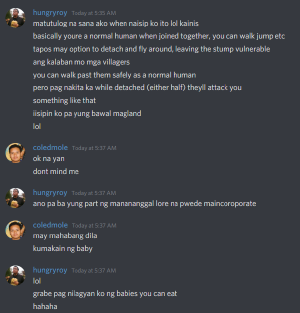 hungryroy Today at 5:35 AM
matutulog na sana ako when naisip ko ito lol kainis
basically youre a normal human when joined together, you can walk jump etc
tapos may option to detach and fly around, leaving the stump vulnerable
ang kalaban mo mga villagers
you can walk past them safely as a normal human
pero pag nakita ka while detached (either half) theyll attack you
something like that
iisipin ko pa yung bawal magland
lol
coledmole Today at 5:37 AM
ok na yan
dont mind me
hungryroy Today at 5:37 AM
ano pa ba yung part ng manananggal lore na pwede maincoroporate
coledmole Today at 5:37 AM
may mahabang dila
kumakain ng baby
hungryroy Today at 5:37 AM
lol
grabe pag nilagyan ko ng babies you can eat
hahaha